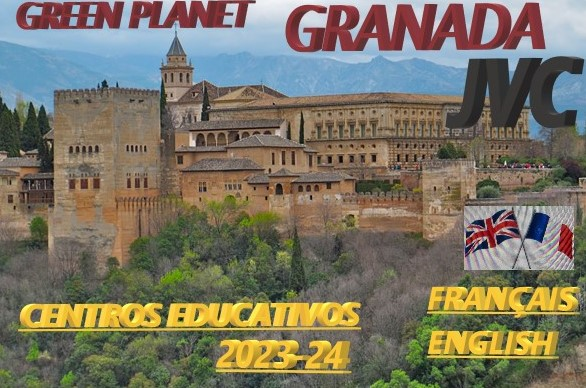 GREEN PLANET
GRANADA
JVC
CENTROS EDUCATIVOS
2023-24
FRANÇAIS
ENGLISH